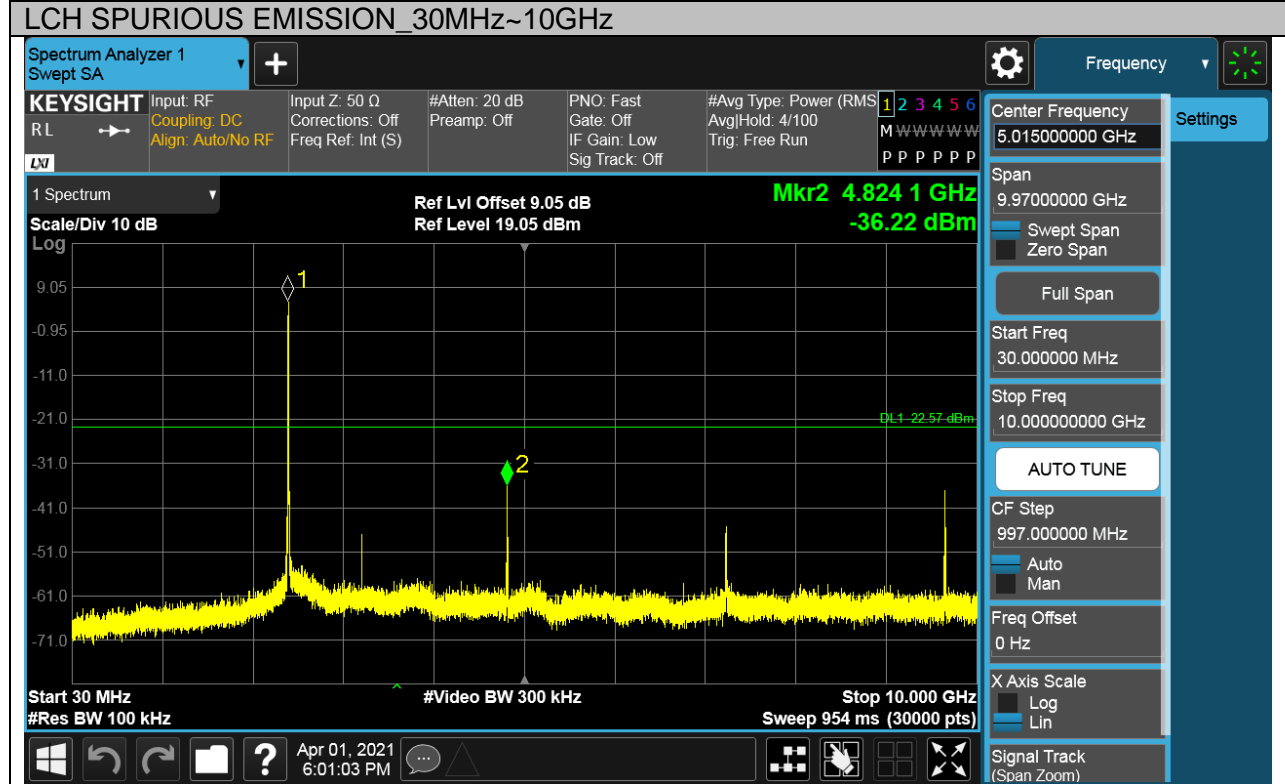 LCH SPURIOUS EMISSION_30MHz~10GHz
Spectrum Analyzer 1
Swept SA
+
Frequency
KEYSIGHT
RL
LXI
Input: RF
Coupling: DC
Align: Auto/No RF
Input Z: 50 Ω
Corrections: Off
Freq Ref: Int (S)
#Atten: 20 dB
Preamp: Off
PNO: Fast
Gate: Off
IF Gain: Low
Sig Track: Off
#Avg Type: Power (RMS
Avg|Hold: 4/100
Trig: Free Run
1 2 3 4 5 6
M W W W W W
P P P P P P
Center Frequency
5.015000000 GHz
Settings
1 Spectrum
Scale/Div 10 dB
Ref Lvl Offset 9.05 dB
Ref Level 19.05 dBm
Mkr2 4.824 1 GHz
-36.22 dBm
Span
9.97000000 GHz
Swept Span
Zero Span
Full Span
Start Freq
30.000000 MHz
Stop Freq
10.000000000 GHz
AUTO TUNE
CF Step
997.000000 MHz
Auto
Man
Freq Offset
0 Hz
X Axis Scale
Log
Lin
Signal Track
(Span Zoom)
Log
9.05
-0.95
-11.0
-21.0
-31.0
-41.0
-51.0
-61.0
-71.0
1
2
DL1 -22.57 dBm
Start 30 MHz
#Res BW 100 kHz
#Video BW 300 kHz
Stop 10.000 GHz
Sweep 954 ms (30000 pts)
?
Apr 01, 2021
6:01:03 PM